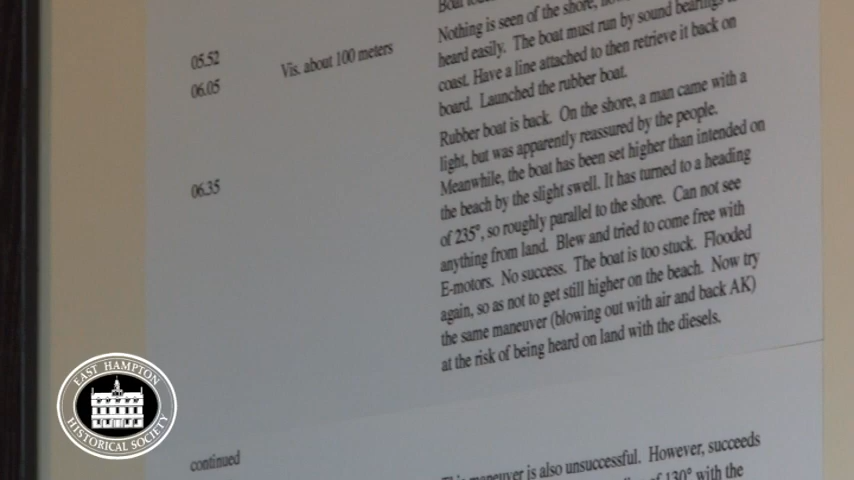 Boat
Nothing is seen of the shore,
05.52 heard easily. The boat must run by sound bearings
06.05 Vis. about 100 meters coast. Have a line attached to then retrieve it back on
board. Launched the rubber boat.
06.35 Rubber boat is back. On the shore, a man came with a
light, but was apparently reassured by the people.
Meanwhile, the boat has been set higher than intended on
the beach by the slight swell. It has turned to a heading
of 235°, so roughly parallel to the shore. Can not see
anything from land. Blew and tried to come free with
E-motors. No success. The boat is too stuck. Flooded
again, so as not to get still higher on the beach. Now try
the same maneuver (blowing out with air and back AK)
at the risk of being heard on land with the diesels.
continued
maneuver is also unsuccessful. However, succeeds
of 130° with the
EAST HAMPTON
HISTORICAL SOCIETY